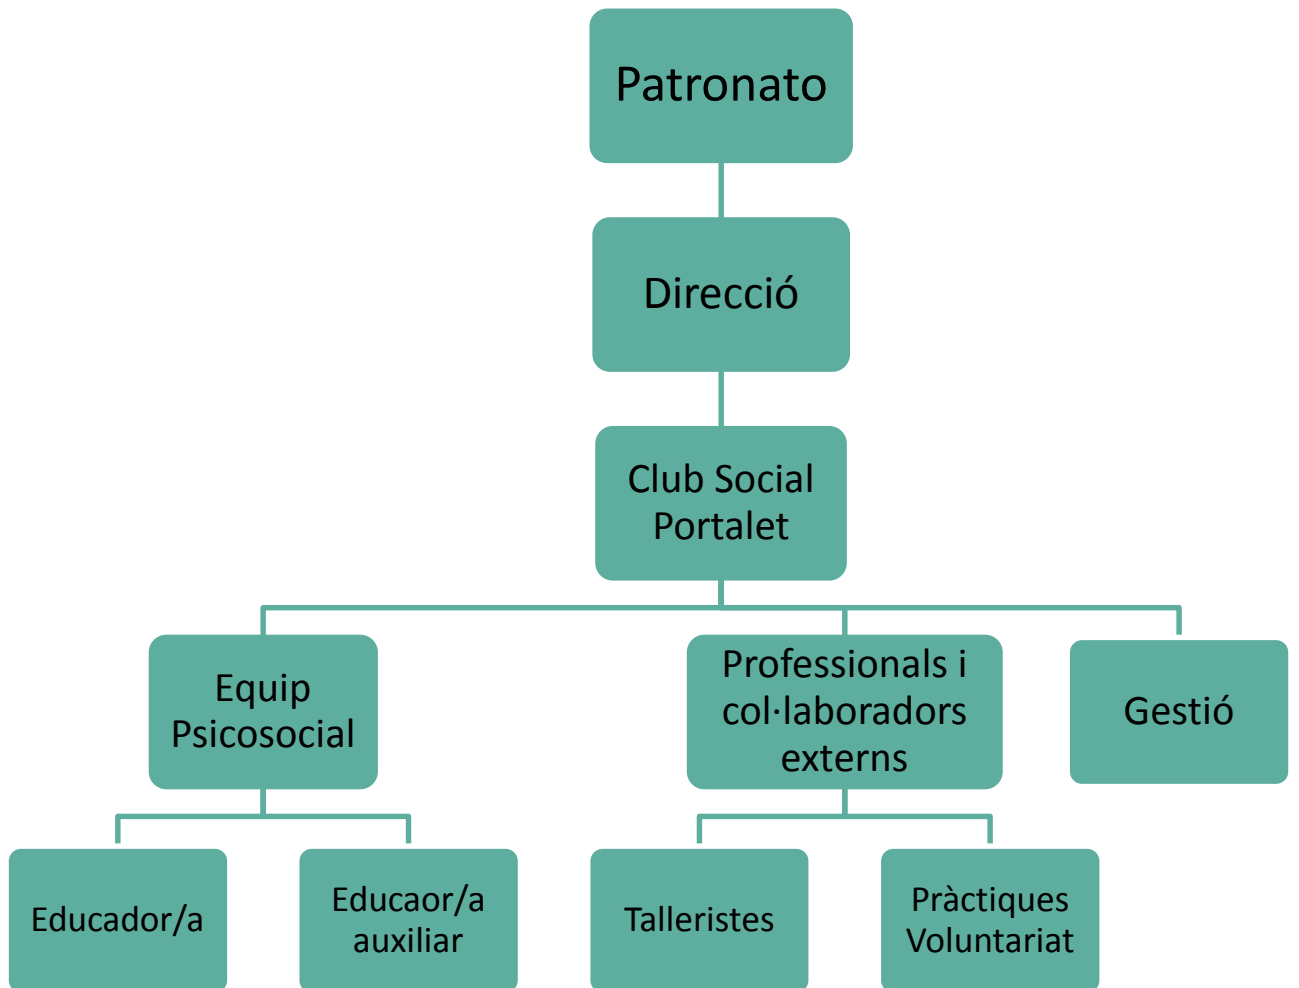 Patronato
Direcció
Club Social
Portalet
Equip
Psicosocial
Professionals i
col·laboradors
externs
Gestió
Educador/a
Educaor/a
auxiliar
Talleristes
Pràctiques
Voluntariat